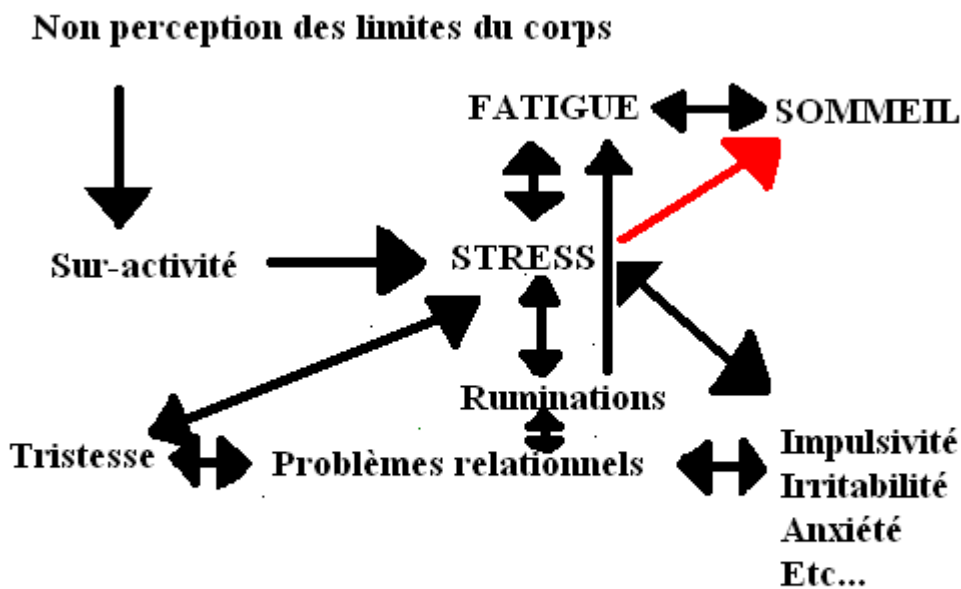 Non perception des limites du corps
FATIGUE
SOMMEIL
Sur-activité
STRESS
Ruminations
Tristesse
Problèmes relationnels
Impulsivité
Irritabilité
Anxiété
Etc...